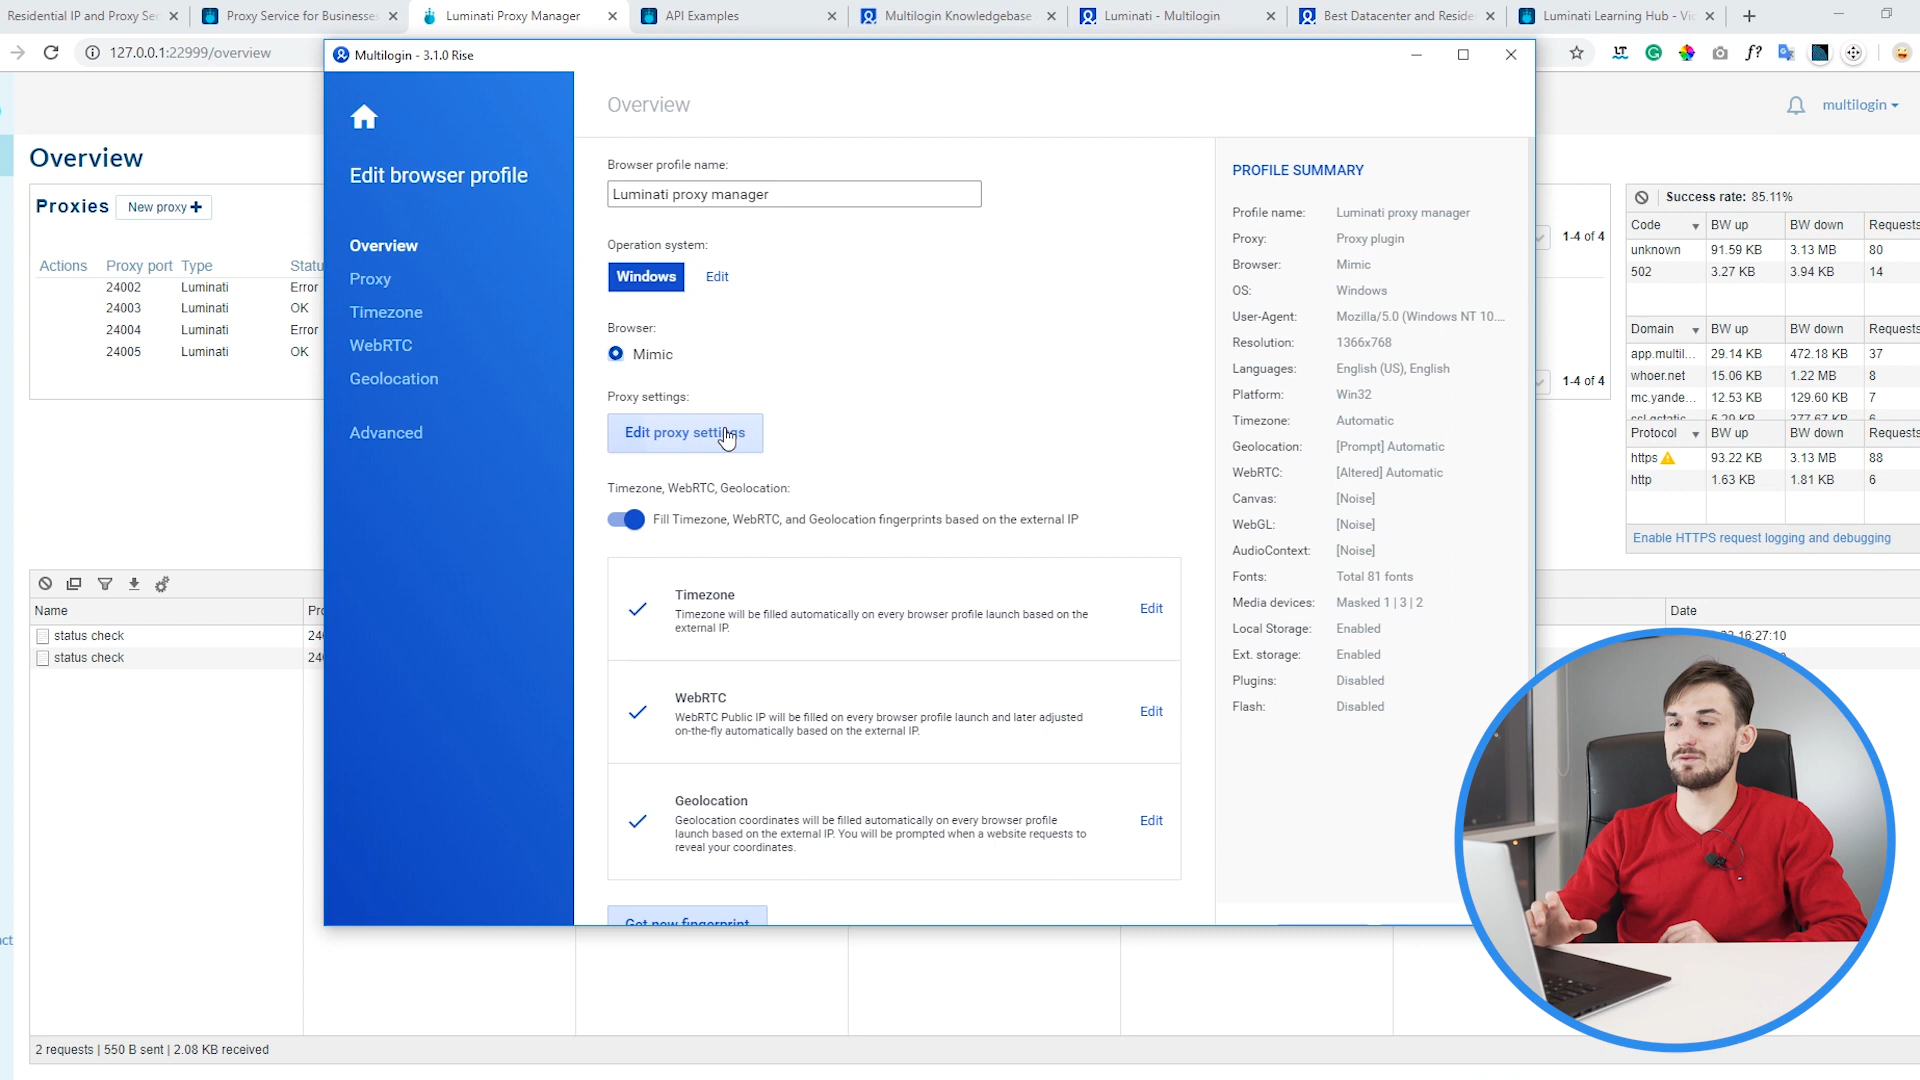 Residential IP and Proxy Ser
Proxy Service for Businesses
Luminati Proxy Manager
API Examples
Multilogin Knowledgebase
Luminati - Multilogin
Best Datacenter and Reside
Luminati Learning Hub - Vic
127.0.0.1:22999/overview
Multilogin - 3.1.0 Rise
multilogin
Overview
Proxies
New proxy +
Actions Proxy port Type Statu
24002 Luminati Error
24003 Luminati OK
24004 Luminati Error
24005 Luminati OK
Edit browser profile
Overview
Proxy
Timezone
WebRTC
Geolocation
Advanced
Overview
Browser profile name:
Luminati proxy manager
Operation system:
Windows Edit
Browser:
Mimic
Proxy settings:
Edit proxy settings
Timezone, WebRTC, Geolocation:
Fill Timezone, WebRTC, and Geolocation fingerprints based on the external IP
Timezone
Timezone will be filled automatically on every browser profile launch based on the
external IP.
Edit
WebRTC
WebRTC Public IP will be filled on every browser profile launch and later adjusted
on-the-fly automatically based on the external IP.
Edit
Geolocation
Geolocation coordinates will be filled automatically on every browser profile
launch based on the external IP. You will be prompted when a website requests to
reveal your coordinates.
Edit
Get new fingerprint
PROFILE SUMMARY
Profile name: Luminati proxy manager
Proxy: Proxy plugin
Browser: Mimic
OS: Windows
User-Agent: Mozilla/5.0 (Windows NT 10....
Resolution: 1366x768
Languages: English (US), English
Platform: Win32
Timezone: Automatic
Geolocation: [Prompt] Automatic
WebRTC: [Altered] Automatic
Canvas: [Noise]
WebGL: [Noise]
AudioContext: [Noise]
Fonts: Total 81 fonts
Media devices: Masked 1 | 3 | 2
Local Storage: Enabled
Ext. storage: Enabled
Plugins: Disabled
Flash: Disabled
1-4 of 4
1-4 of 4
Success rate: 85.11%
Code BW up BW down Requests
unknown 91.59 KB 3.13 MB 80
502 3.27 KB 3.94 KB 14
Domain BW up BW down Requests
app.multil... 29.14 KB 472.18 KB 37
whoer.net 15.06 KB 1.22 MB 8
mc.yande... 12.53 KB 129.60 KB 7
Protocol BW up BW down Requests
https 93.22 KB 3.13 MB 88
http 1.63 KB 1.81 KB 6
Enable HTTPS request logging and debugging
Name
Date
status check
16:27:10
status check
2 requests | 550 B sent | 2.08 KB received